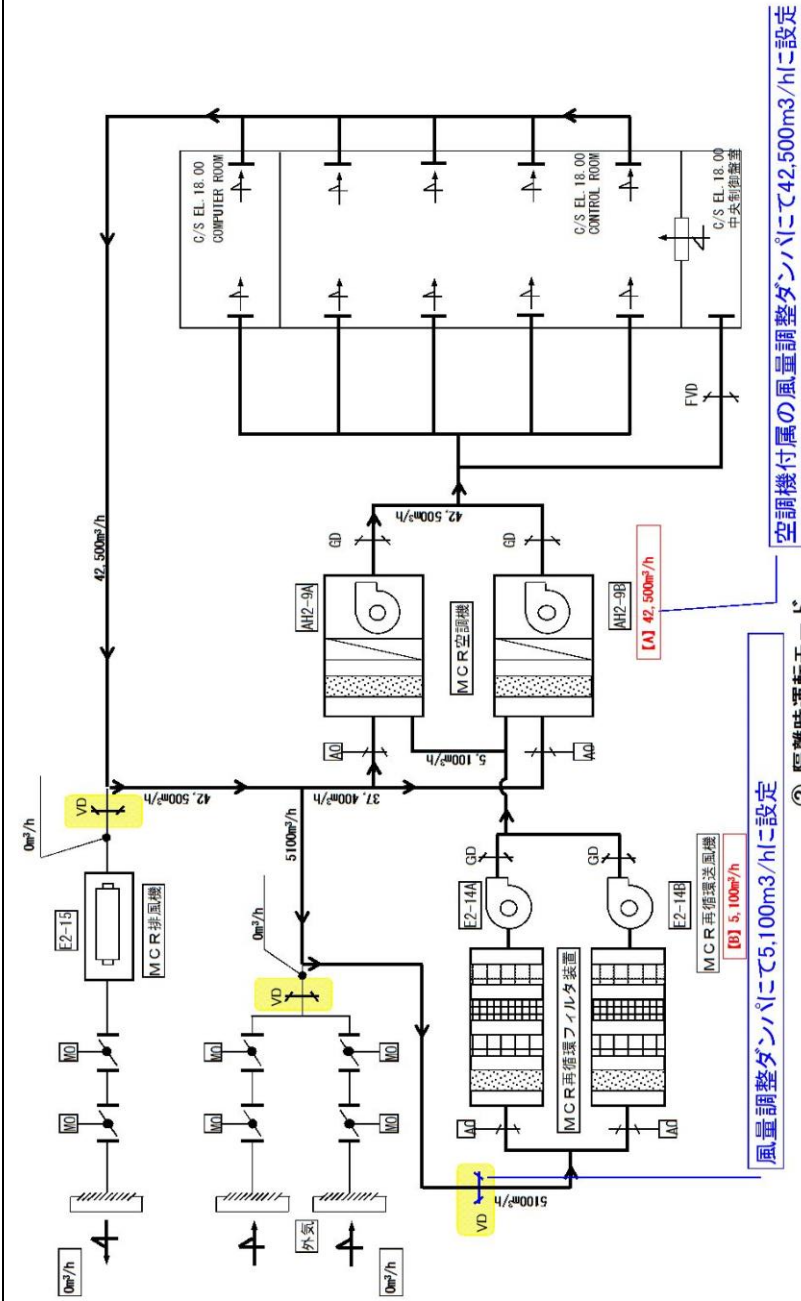 42,500m³/h
0m³/h
VD
42,500m³/h
E2-15
MCR排風機
MO
MO
0m³/h
C/S EL.18.00
COMPUTER ROOM
C/S EL.18.00
CONTROL ROOM
C/S EL.18.00
中央制御盤室
FVD
5100m³/h
37,400m³/h
0m³/h
VD
MO
MO
MO
MO
外気
0m³/h
AH2-9A
AO
GD
42,500m³/h
MCR空調機
5,100m³/h
AO
GD
AH2-9B
【A】 42,500m³/h
VD
5100m³/h
AO
E2-14A
GD
MCR再循環フィルタ装置
AO
GD
E2-14B
MCR再循環送風機
【B】 5,100m³/h
風量調整ダンパにて5,100m3/hに設定
空調機付属の風量調整ダンパにて42,500m3/hに設定